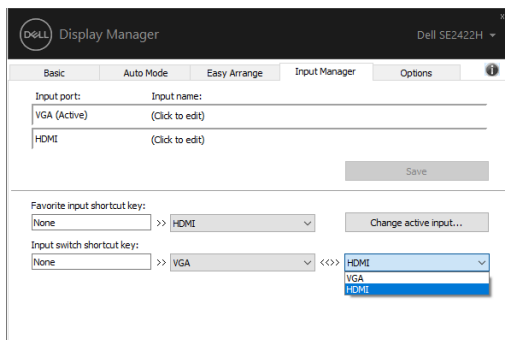 DELL Display Manager Dell SE2422H
Basic Auto Mode Easy Arrange Input Manager Options
Input port: Input name:
VGA (Active) (Click to edit)
HDMI (Click to edit)
Save
Favorite input shortcut key:
None >> HDMI Change active input...
Input switch shortcut key:
None >> VGA <<>> HDMI
VGA
HDMI